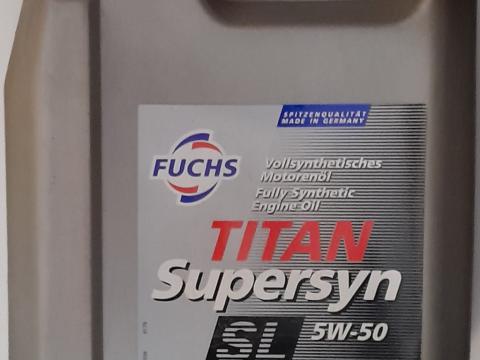 SPITZENQUALITÄT
MADE IN GERMANY
FUCHS
Vollsynthetisches
Motorenöl
Fully Synthetic
Engine Oil
TITAN
Supersyn
SL 5W-50